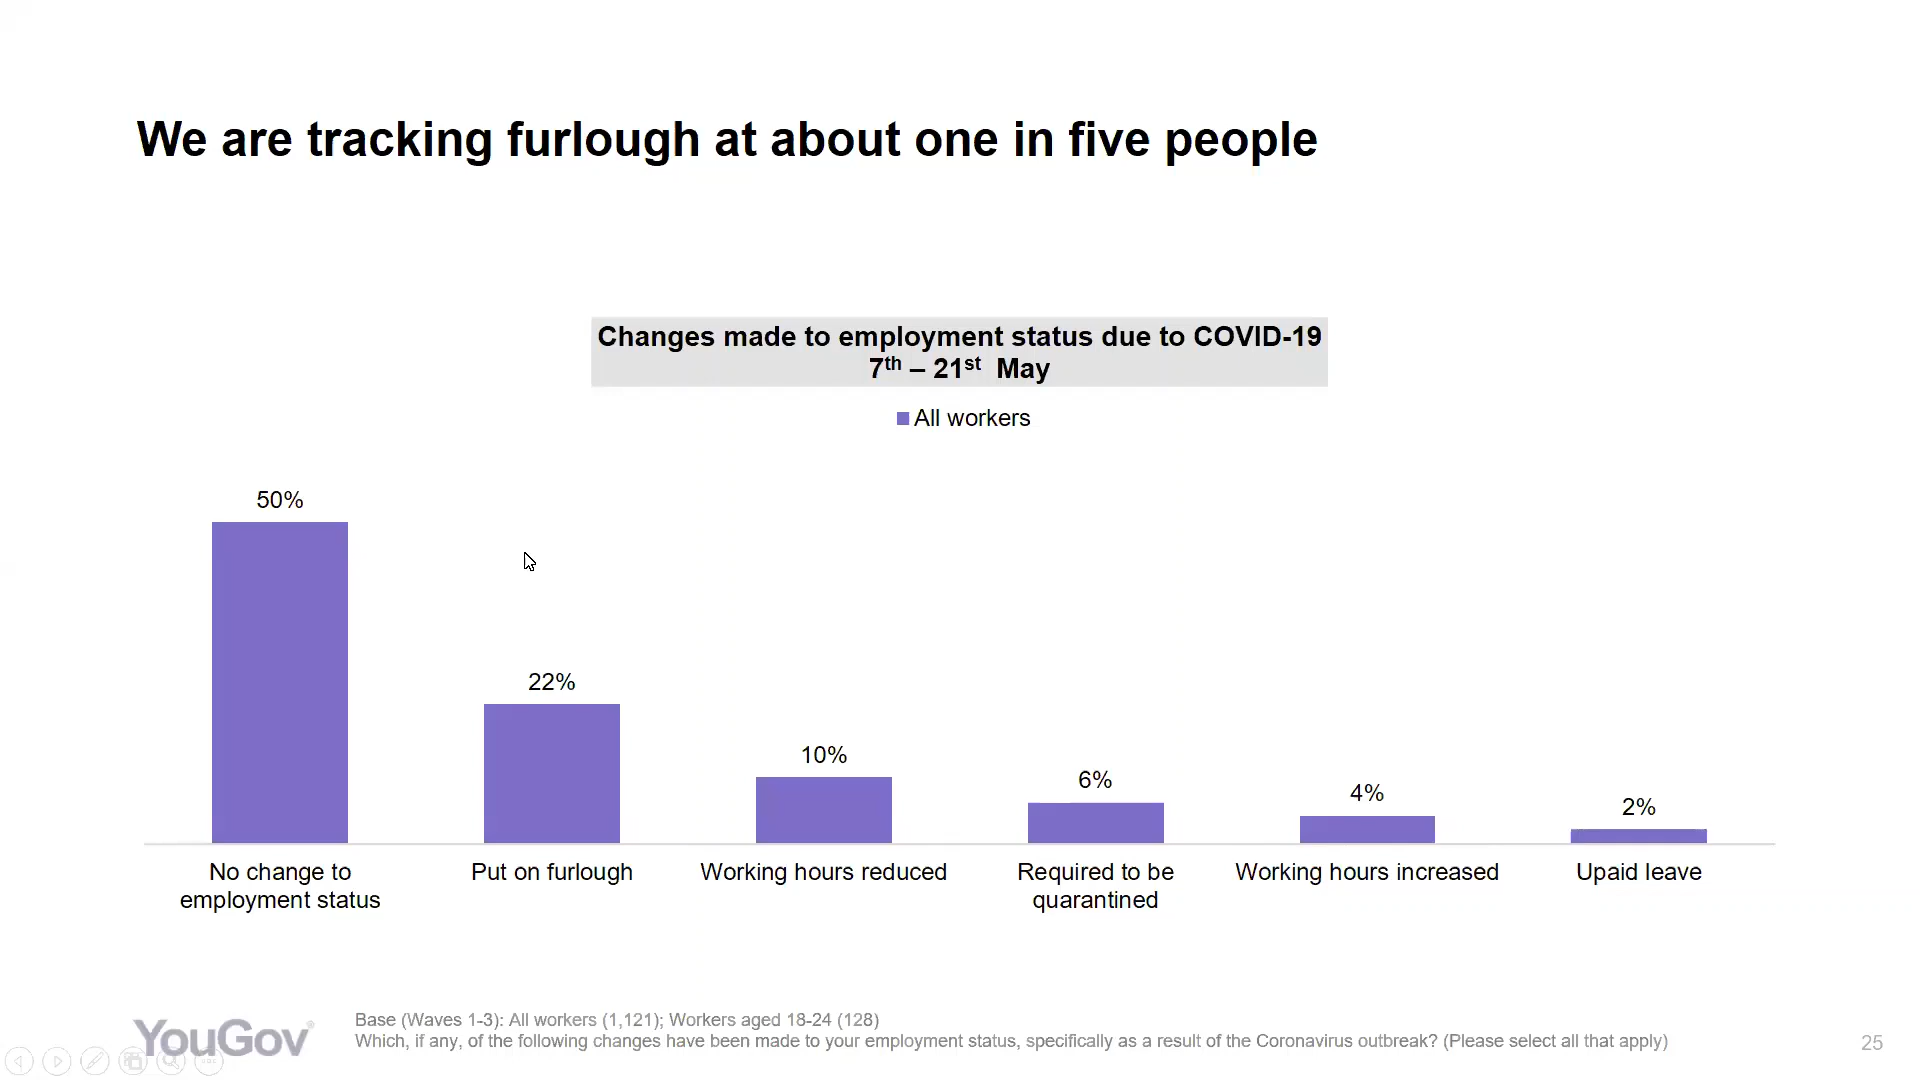 We are tracking furlough at about one in five people
Changes made to employment status due to COVID-19
7th – 21st May
All workers
50%
22%
10%
6%
4%
2%
No change to
employment status
Put on furlough
Working hours reduced
Required to be
quarantined
Working hours increased
Upaid leave
YouGov®
Base (Waves 1-3): All workers (1,121); Workers aged 18-24 (128)
Which, if any, of the following changes have been made to your employment status, specifically as a result of the Coronavirus outbreak? (Please select all that apply)
25